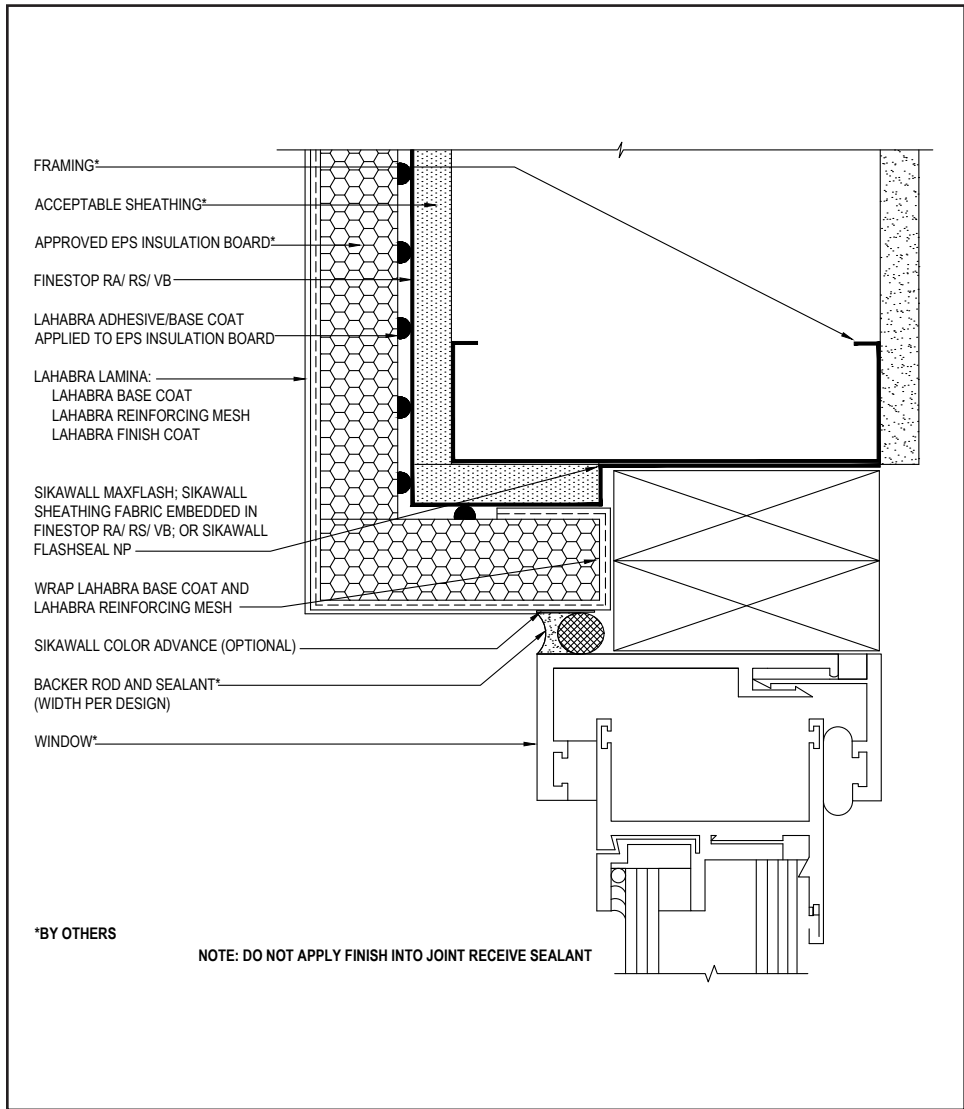 FRAMING*
ACCEPTABLE SHEATHING*
APPROVED EPS INSULATION BOARD*
FINESTOP RA/ RS/ VB
LAHABRA ADHESIVE/BASE COAT
APPLIED TO EPS INSULATION BOARD
LAHABRA LAMINA:
LAHABRA BASE COAT
LAHABRA REINFORCING MESH
LAHABRA FINISH COAT
SIKAWALL MAXFLASH; SIKAWALL
SHEATHING FABRIC EMBEDDED IN
FINESTOP RA/ RS/ VB; OR SIKAWALL
FLASHSEAL NP
WRAP LAHABRA BASE COAT AND
LAHABRA REINFORCING MESH
SIKAWALL COLOR ADVANCE (OPTIONAL)
BACKER ROD AND SEALANT*
(WIDTH PER DESIGN)
WINDOW*
*BY OTHERS
NOTE: DO NOT APPLY FINISH INTO JOINT RECEIVE SEALANT